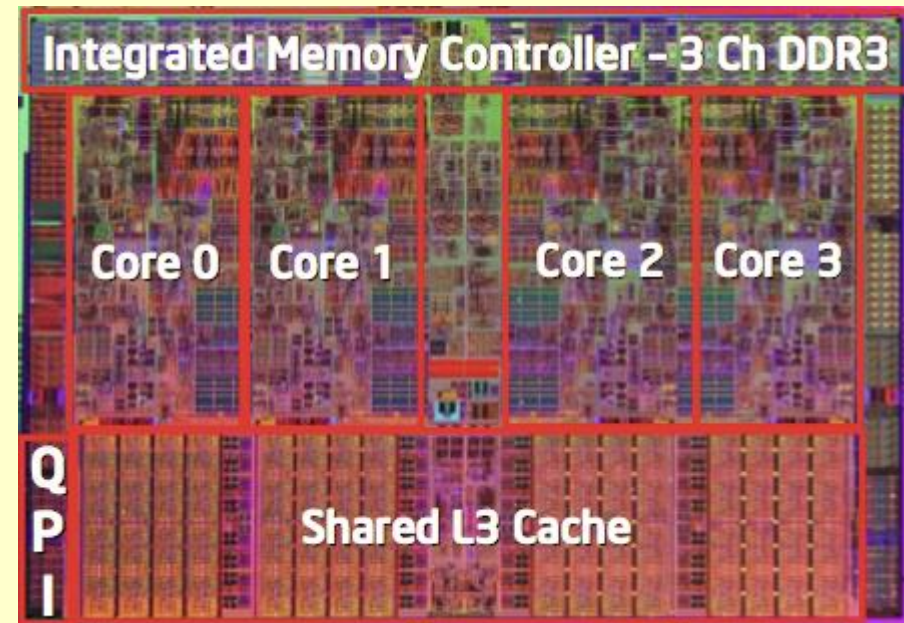 Integrated Memory Controller – 3 Ch DDR3
Core 0
Core 1
Core 2
Core 3
Q
P
I
Shared L3 Cache